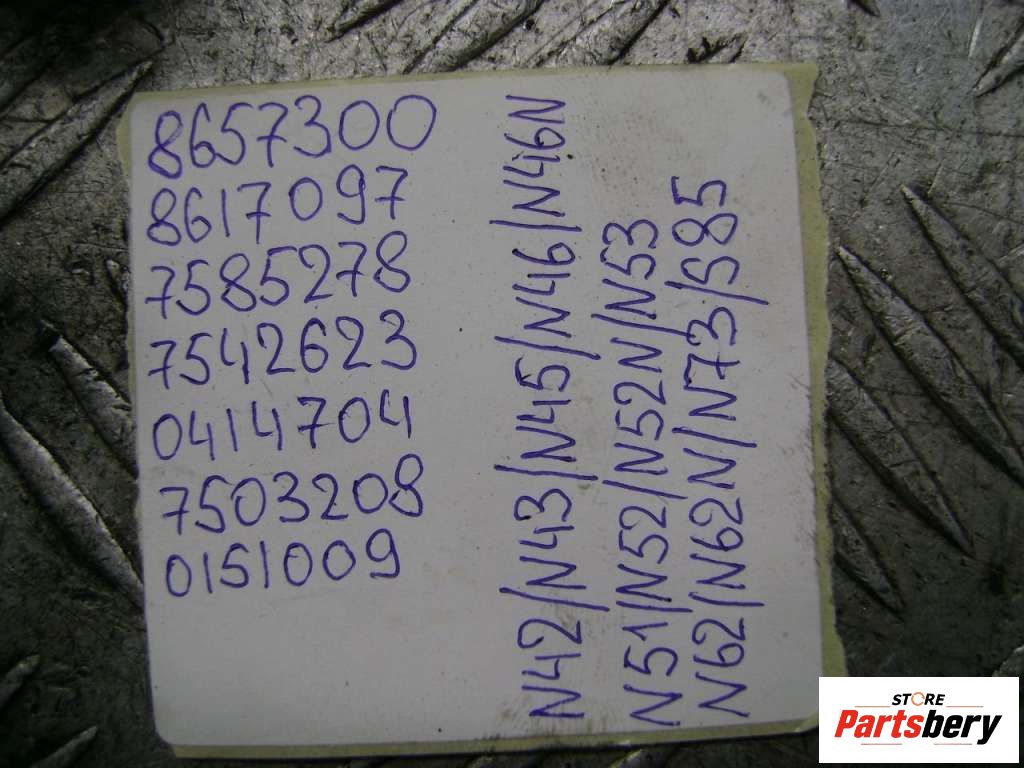 8657300
8617097
7585278
7542623
0414704
7503208
0151009
N42/N43/N45/N46/N46N
N51/N52/N52N/N53
N62/N62N/N73/S85
STORE
Partsbery